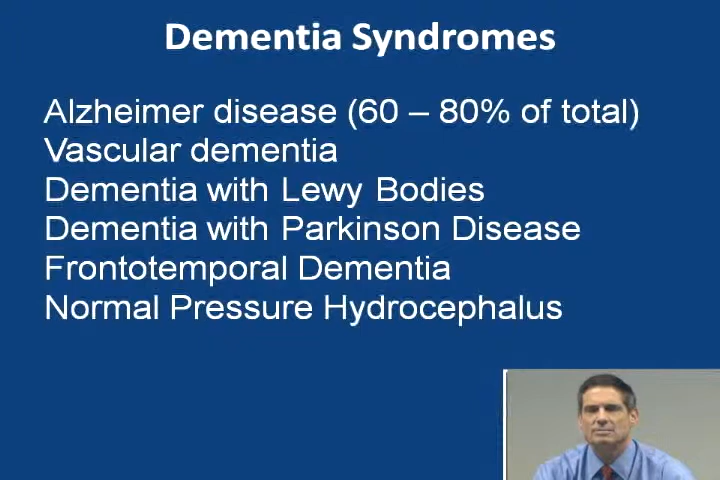 Dementia Syndromes
Alzheimer disease (60 – 80% of total)
Vascular dementia
Dementia with Lewy Bodies
Dementia with Parkinson Disease
Frontotemporal Dementia
Normal Pressure Hydrocephalus